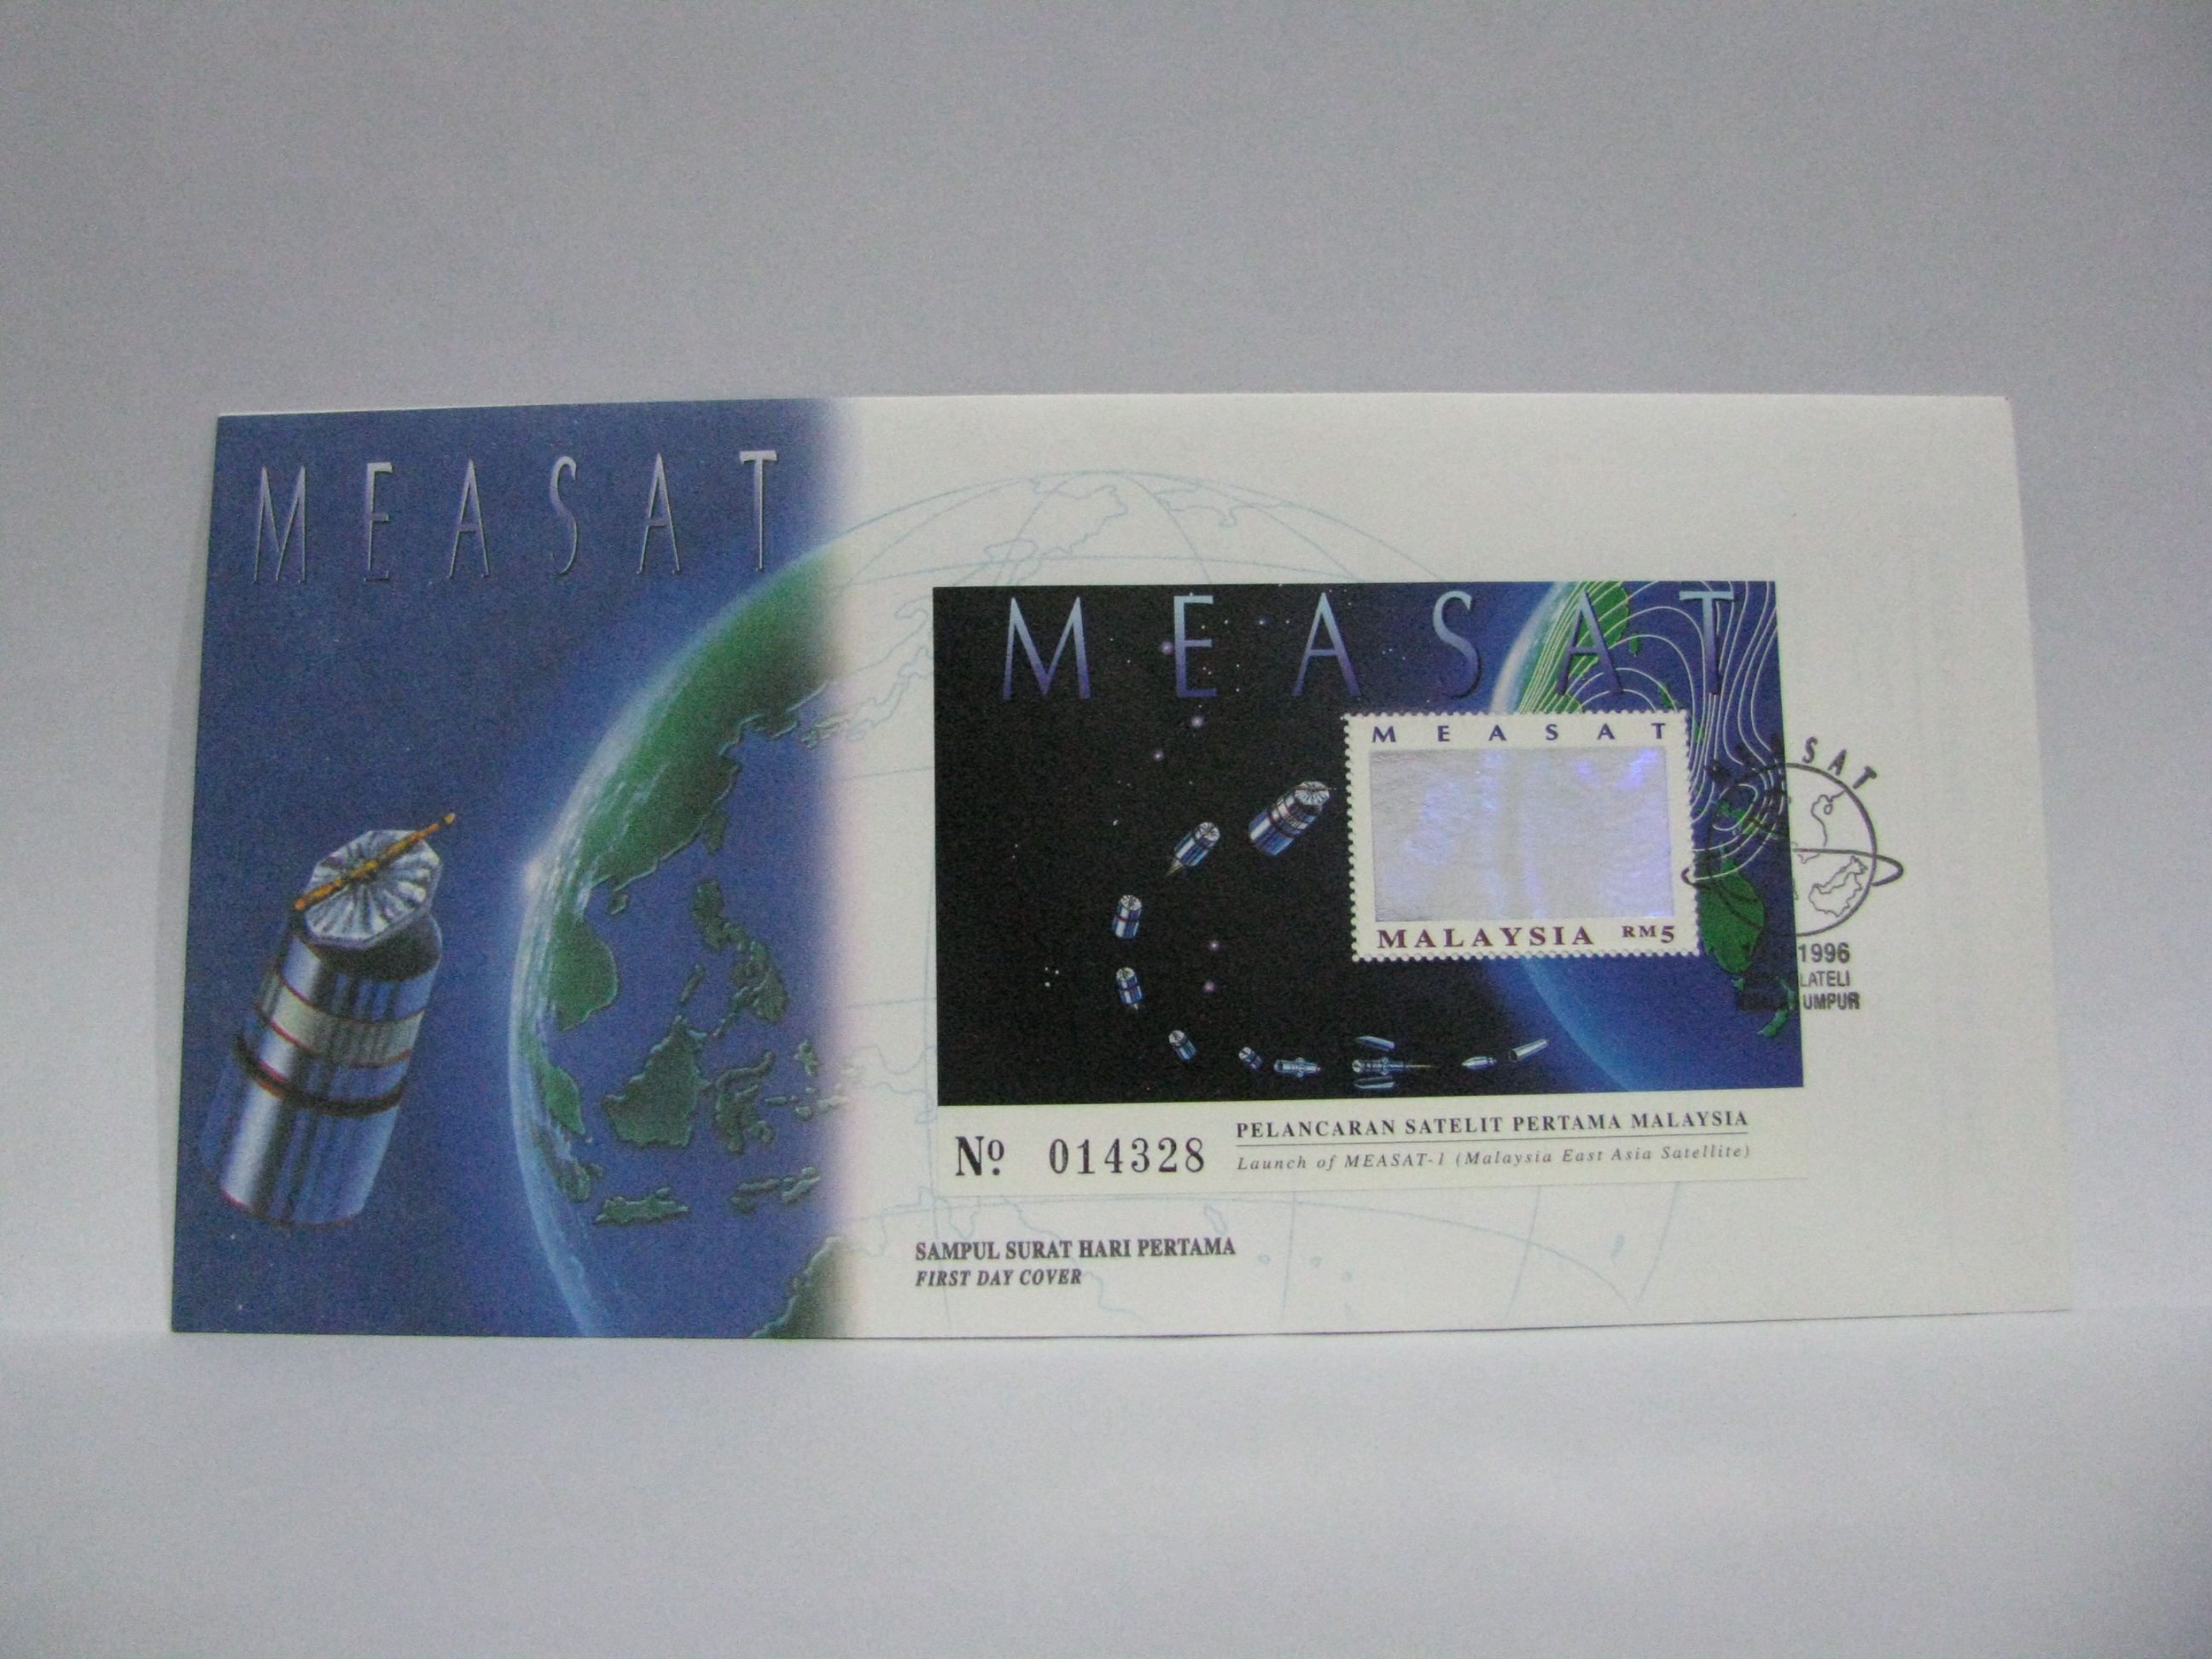 MEASAT
MEASAT
MEASAT
MALAYSIA RM5
SAT
1996
LATELI
UMPUR
Nº 014328
PELANCARAN SATELIT PERTAMA MALAYSIA
Launch of MEASAT-1 (Malaysia East Asia Satellite)
SAMPUL SURAT HARI PERTAMA
FIRST DAY COVER